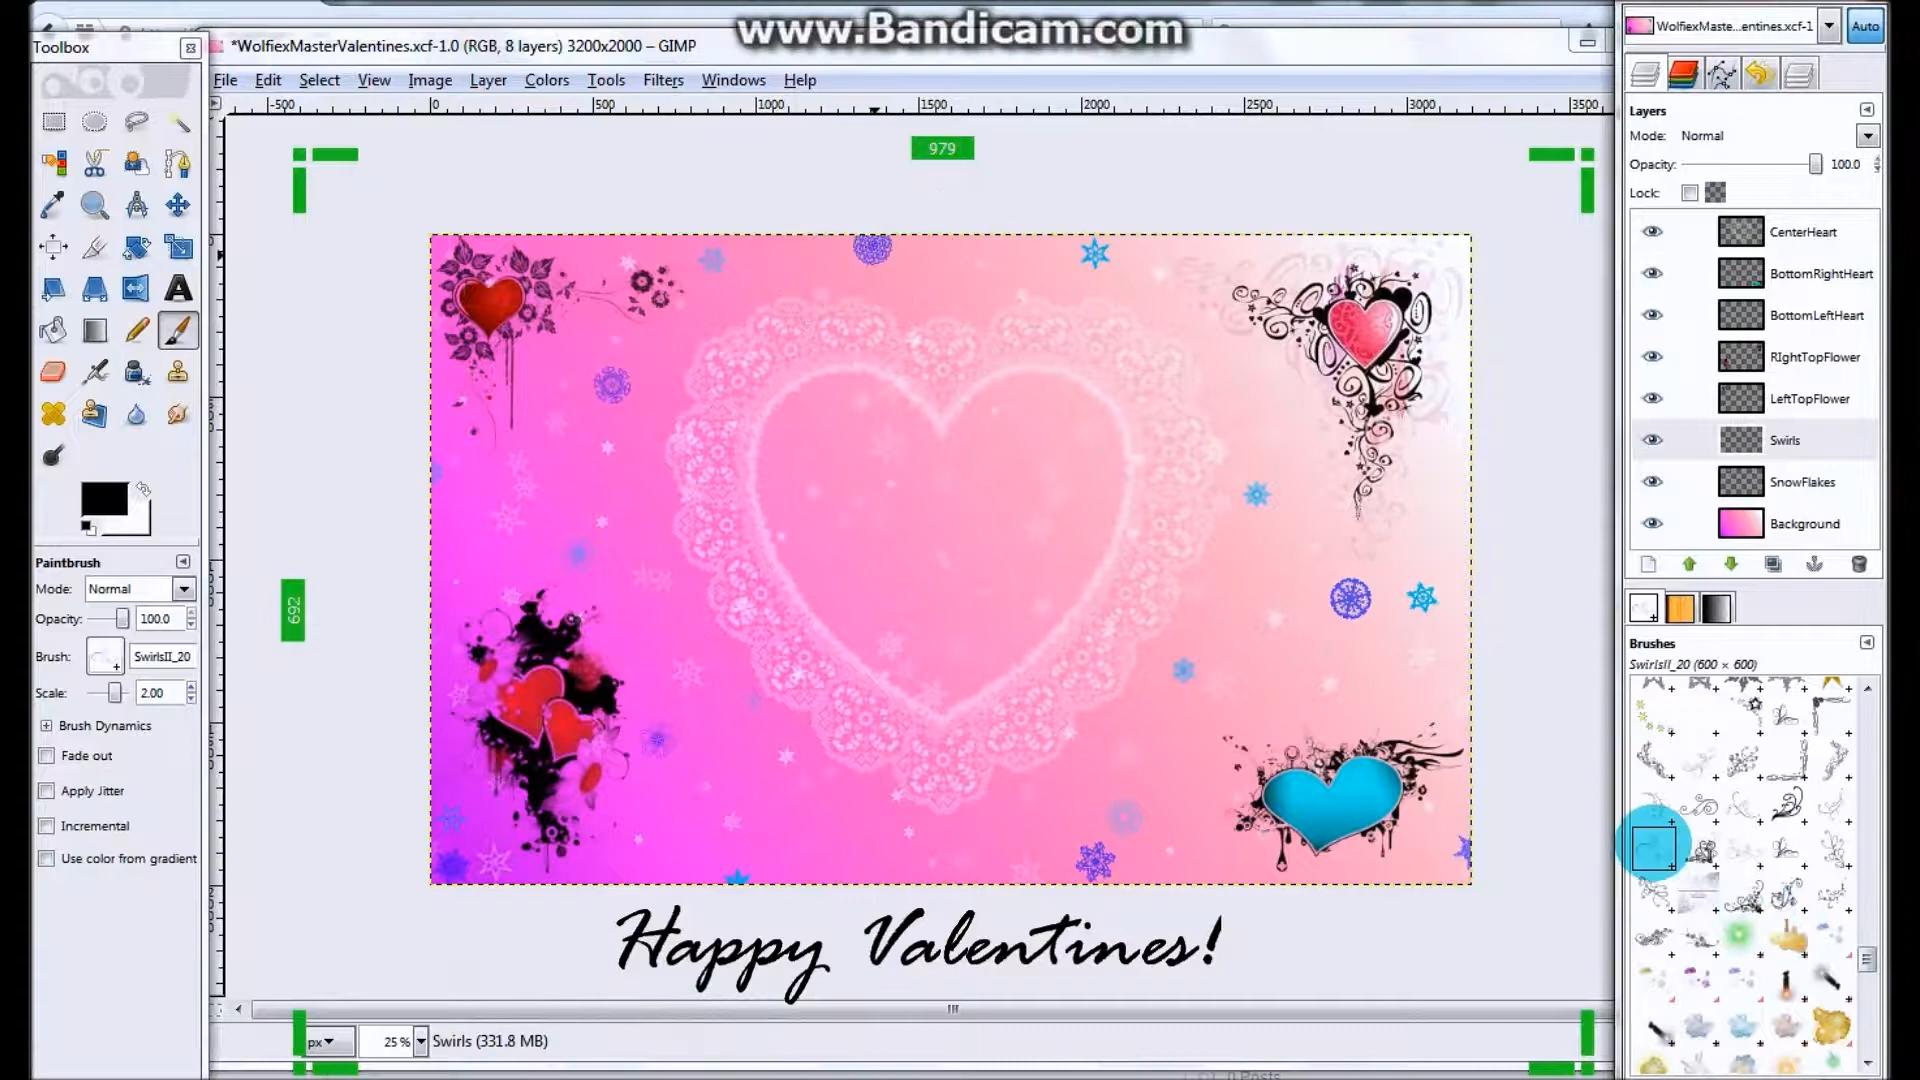 www.Bandicam.com
Toolbox
*WolfiexMasterValentines.xcf-1.0 (RGB, 8 layers) 3200x2000 – GIMP
WolfiexMaste...entines.xcf-1
Auto
File Edit Select View Image Layer Colors Tools Filters Windows Help
-500 0 500 1000 1500 2000 2500 3000 3500
979
692
Layers
Mode: Normal
Opacity: 100.0
Lock:
CenterHeart
BottomRightHeart
BottomLeftHeart
RIghtTopFlower
LeftTopFlower
Swirls
SnowFlakes
Background
Paintbrush
Mode: Normal
Opacity: 100.0
Brush: SwirlsII_20
Scale: 2.00
Brush Dynamics
Fade out
Apply Jitter
Incremental
Use color from gradient
Brushes
SwirlsII_20 (600 × 600)
Happy Valentines!
px 25 % Swirls (331.8 MB)
0 Posts